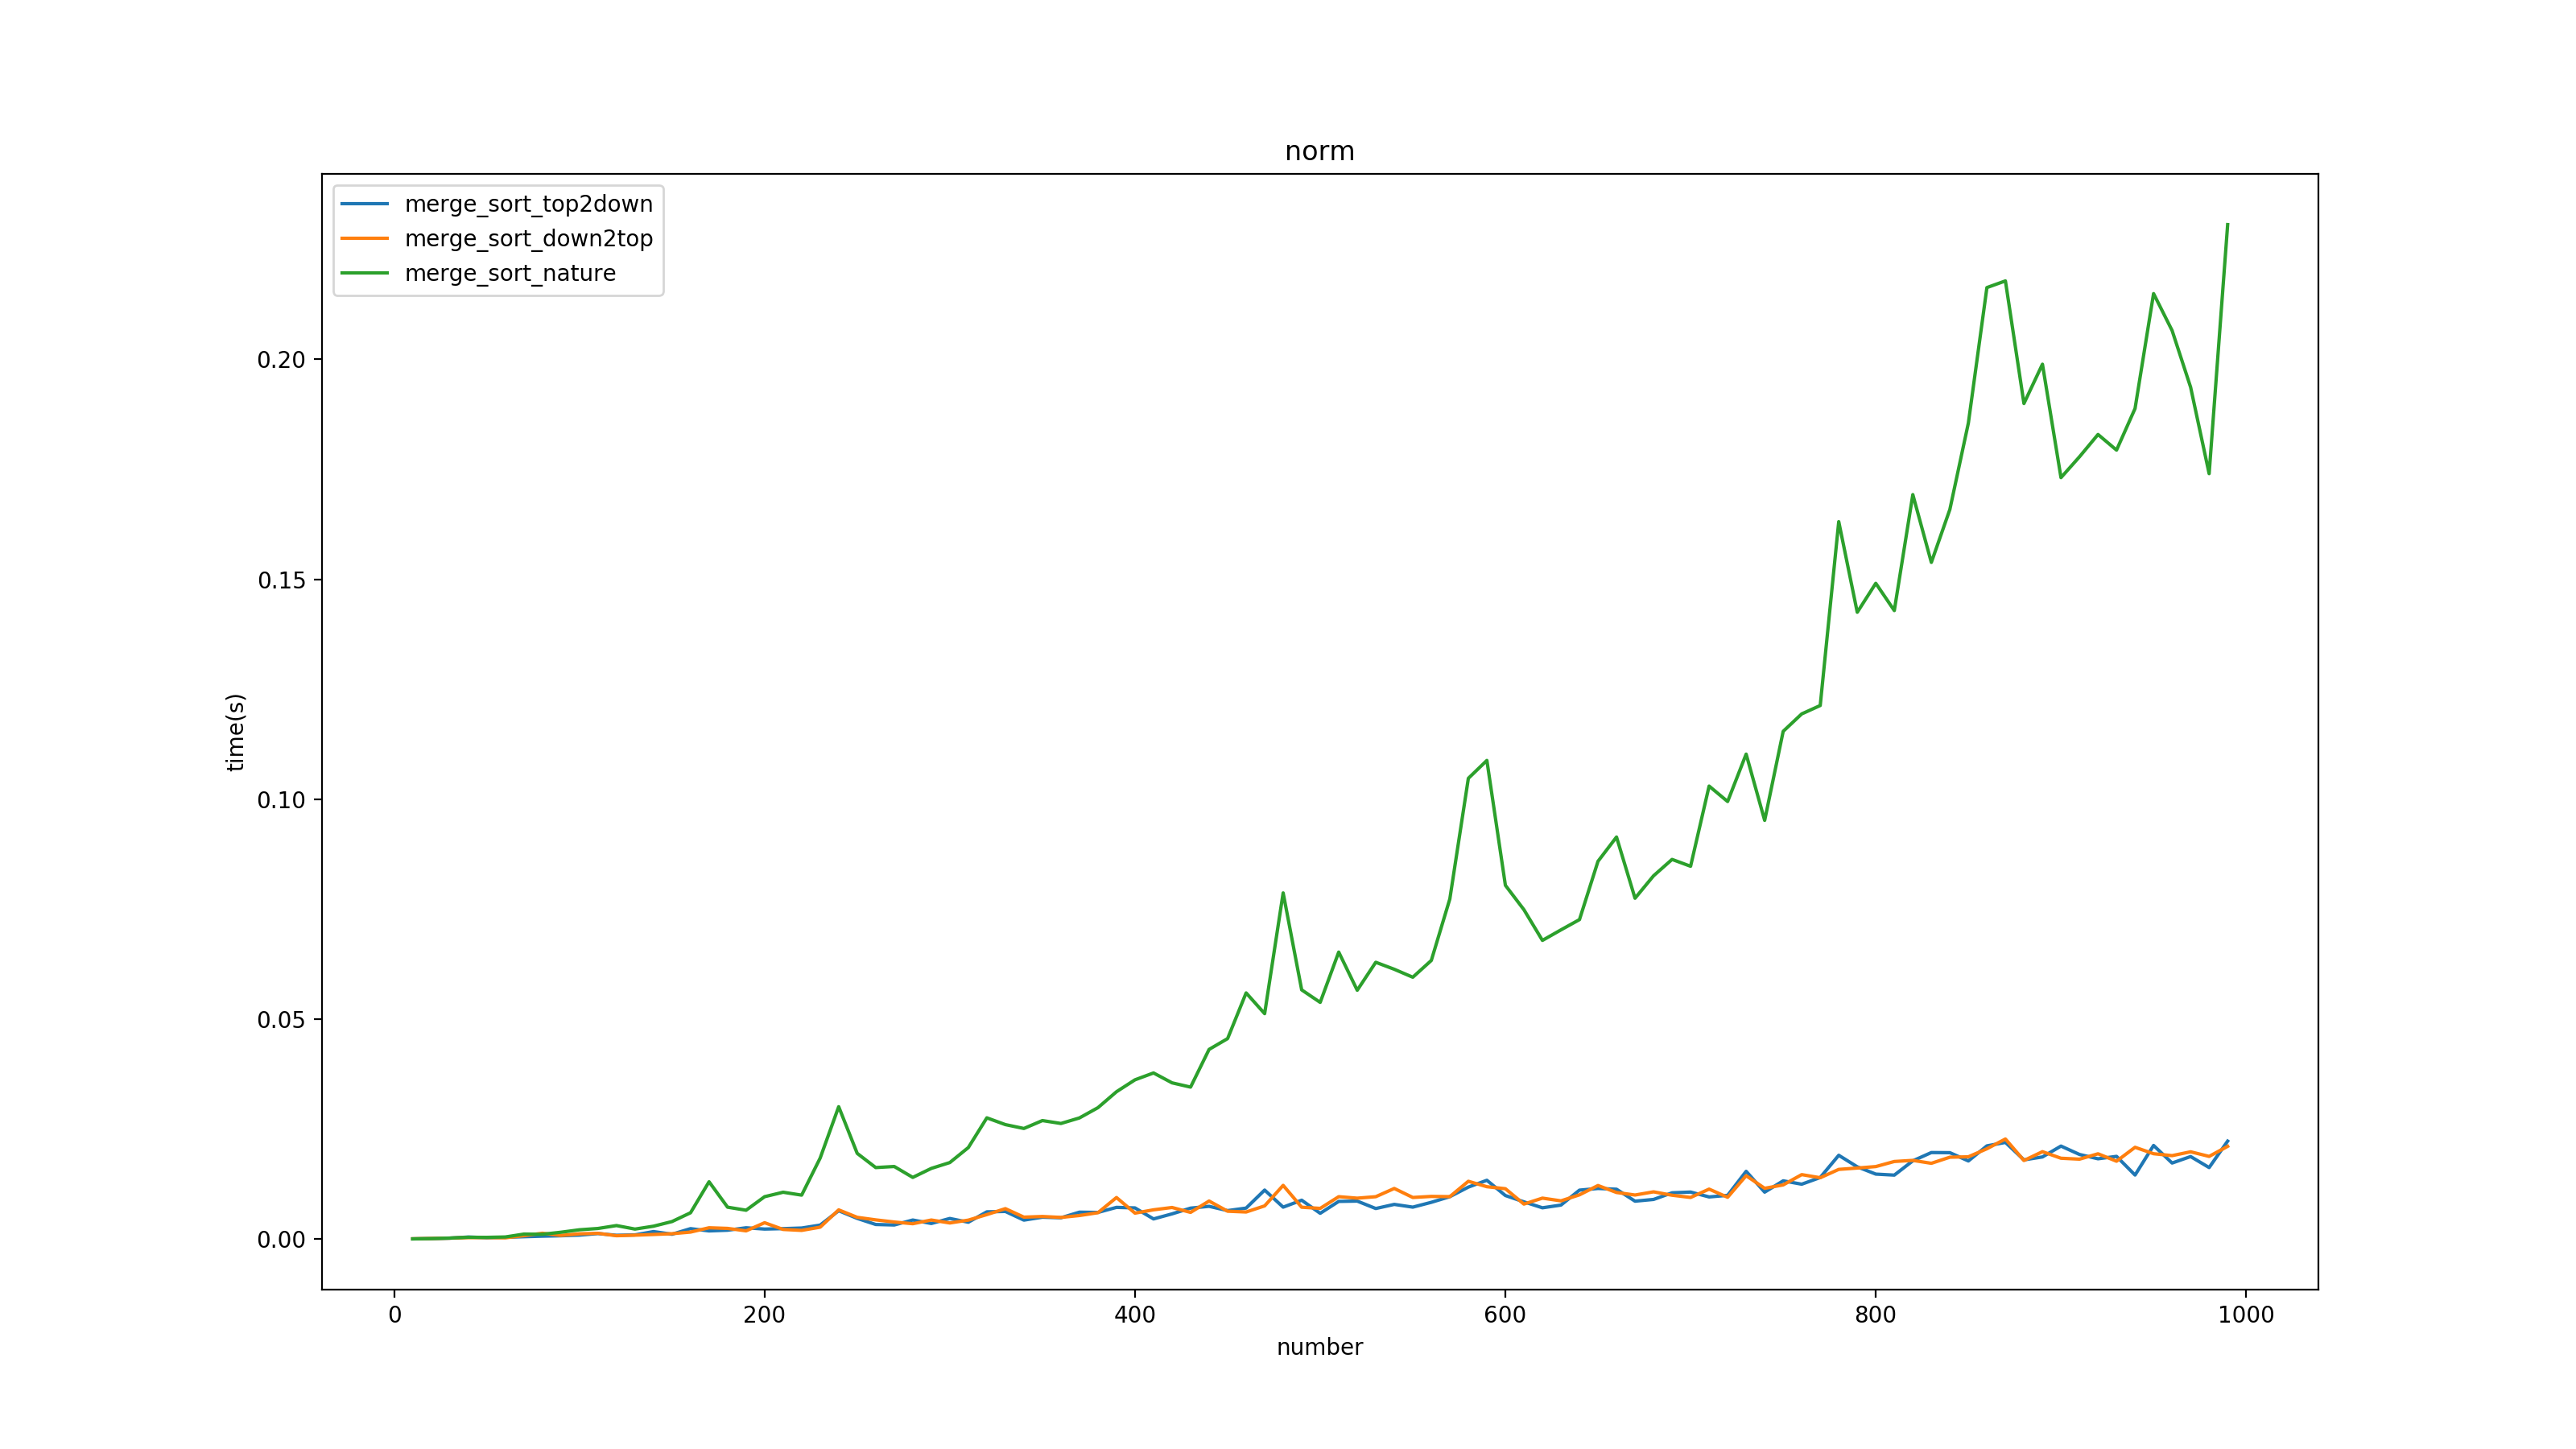 norm
merge_sort_top2down
merge_sort_down2top
merge_sort_nature
0.20
0.15
0.10
0.05
0.00
time(s)
0 200 400 600 800 1000
number